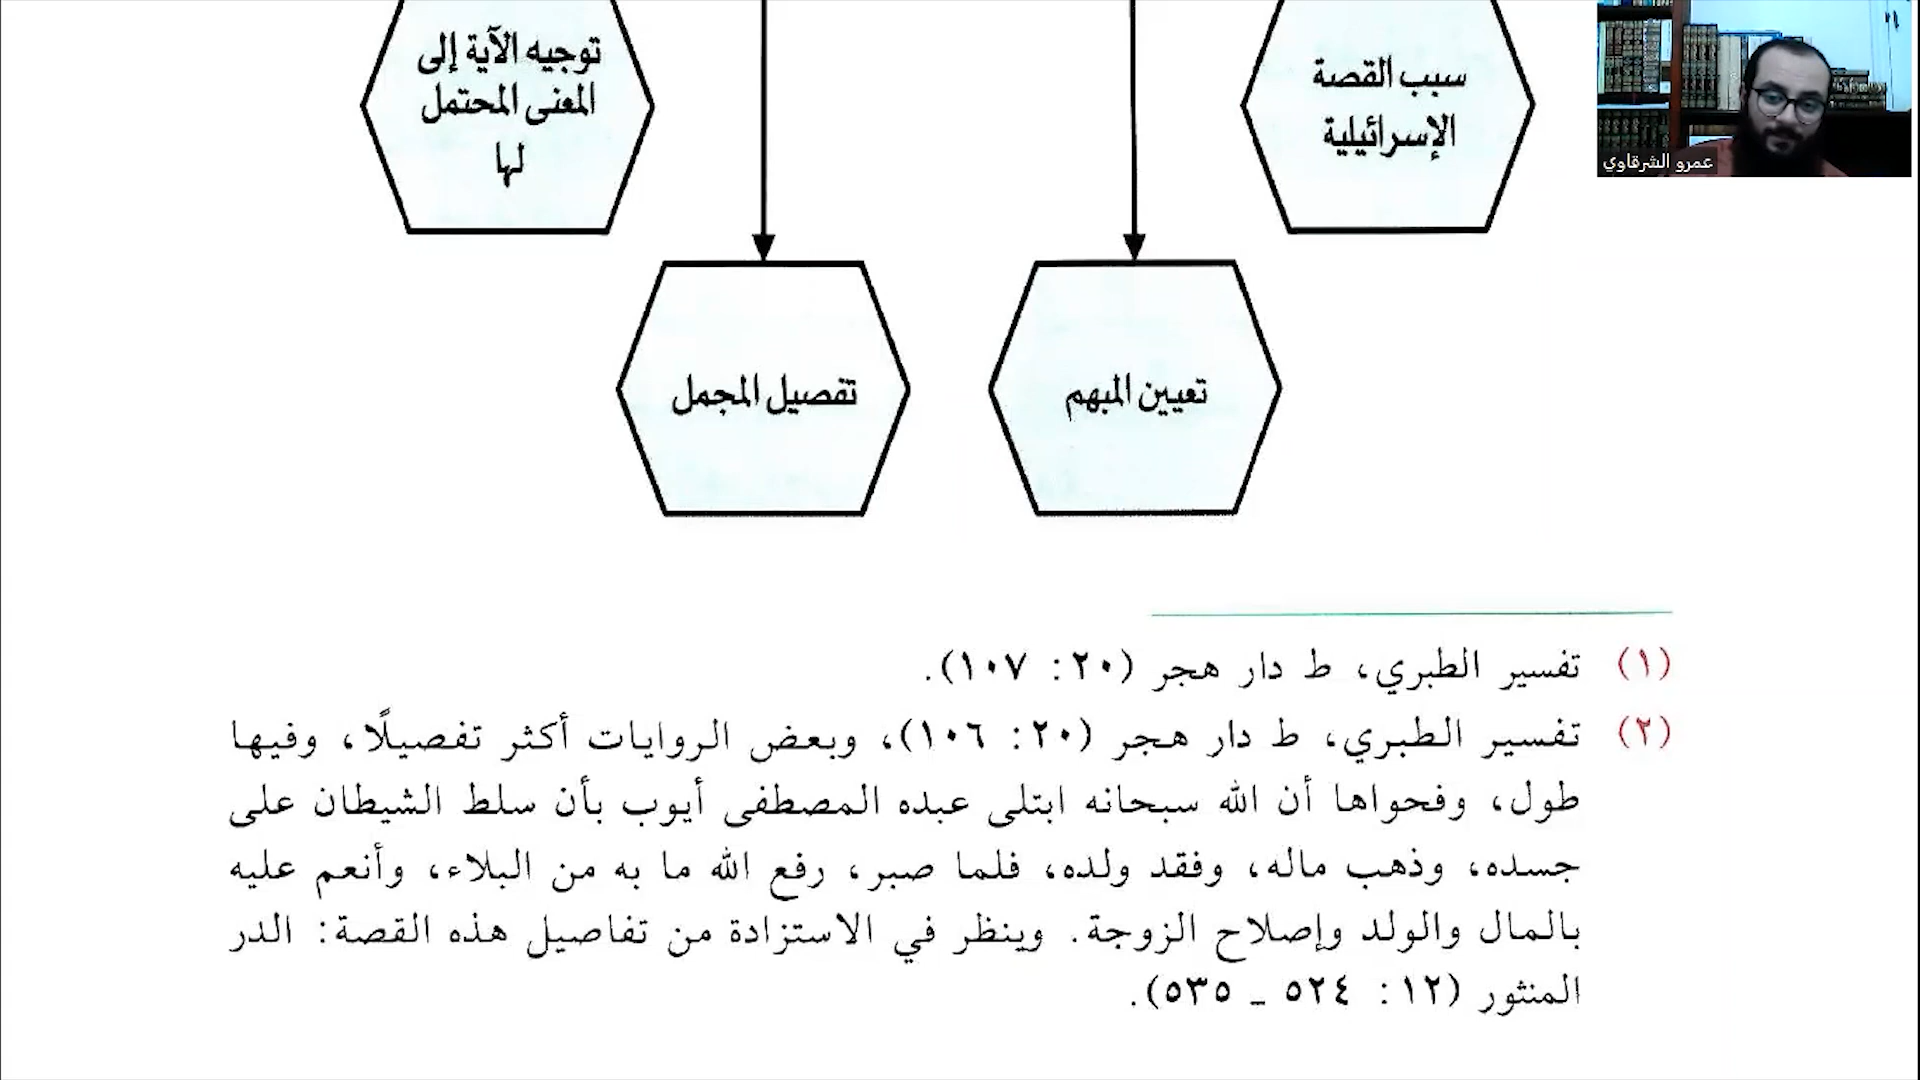 سبب القصة
الإسرائيلية
توجيه الآية إلى
المعنى المحتمل
لها
تعيين المبهم
تفصيل المجمل
عمرو الشرقاوي
(١) تفسير الطبري، ط دار هجر (٢٠: ١٠٧).
(٢) تفسير الطبري، ط دار هجر (٢٠: ١٠٦)، وبعض الروايات أكثر تفصيلًا، وفيها
طول، وفحواها أن الله سبحانه ابتلى عبده المصطفى أيوب بأن سلط الشيطان على
جسده، وذهب ماله، وفقد ولده، فلما صبر، رفع الله ما به من البلاء، وأنعم عليه
بالمال والولد وإصلاح الزوجة. وينظر في الاستزادة من تفاصيل هذه القصة: الدر
المنثور (١٢: ٥٢٤ ـ ٥٣٥).